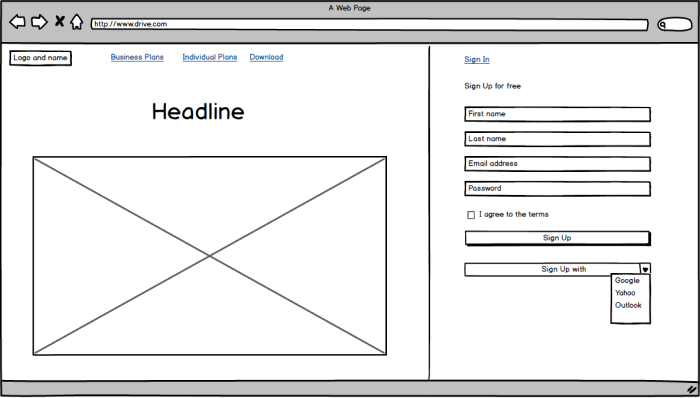 A Web Page
http://www.drive.com
Logo and name
Business Plans
Individual Plans
Download
Headline
Sign In
Sign Up for free
First name
Last name
Email address
Password
I agree to the terms
Sign Up
Sign Up with
Google
Yahoo
Outlook